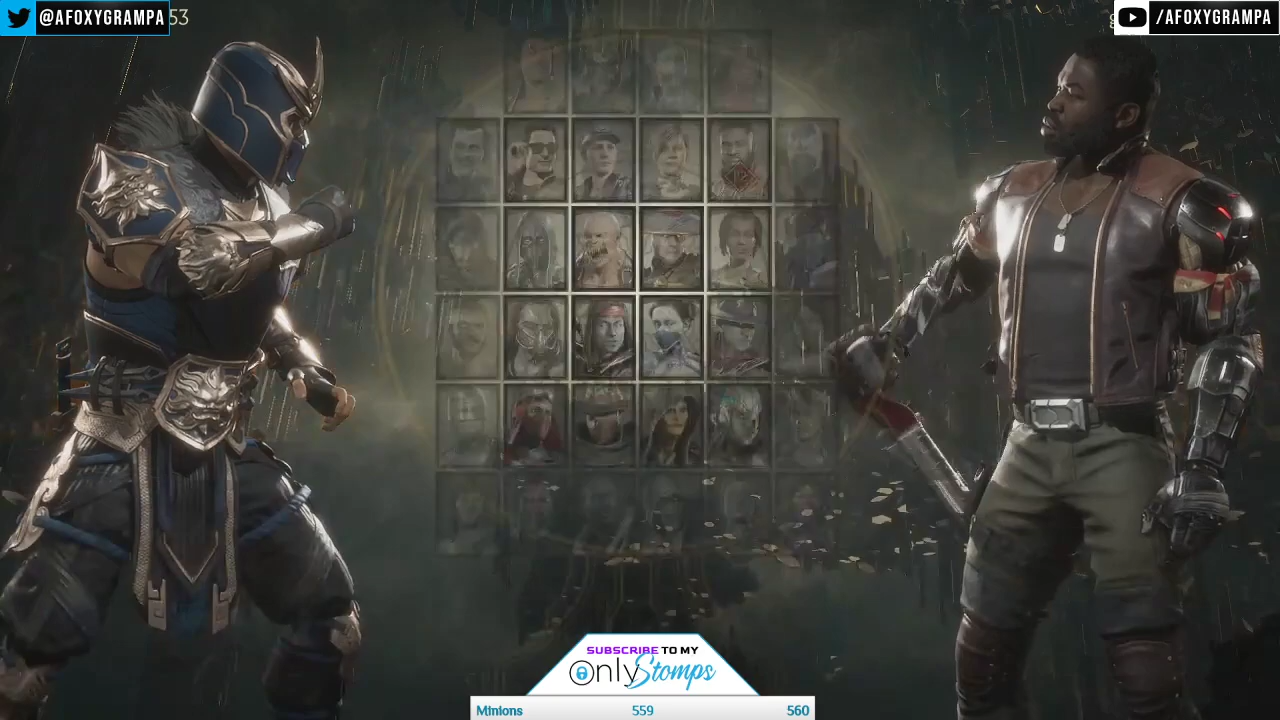 @AFOXYGRAMPA
53
/AFOXYGRAMPA
SUBSCRIBE TO MY
OnlyStomps
Minions 559 560